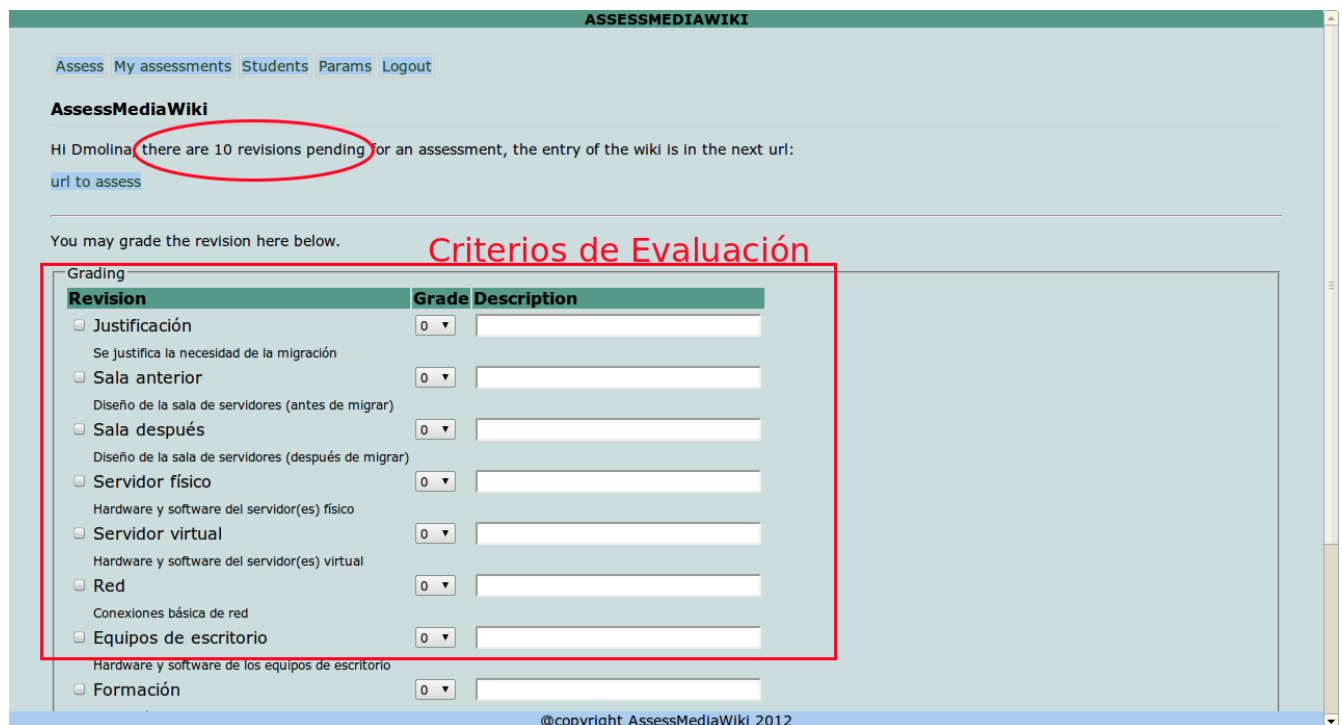 ASSESSMEDIAWIKI
Assess My assessments Students Params Logout
AssessMediaWiki
Hi Dmolina, there are 10 revisions pending for an assessment, the entry of the wiki is in the next url:
url to assess
You may grade the revision here below.
Criterios de Evaluación
Grading
Revision Grade Description
Justificación 0
Se justifica la necesidad de la migración
Sala anterior 0
Diseño de la sala de servidores (antes de migrar)
Sala después 0
Diseño de la sala de servidores (después de migrar)
Servidor físico 0
Hardware y software del servidor(es) físico
Servidor virtual 0
Hardware y software del servidor(es) virtual
Red 0
Conexiones básica de red
Equipos de escritorio 0
Hardware y software de los equipos de escritorio
Formación 0
@copyright AssessMediaWiki 2012